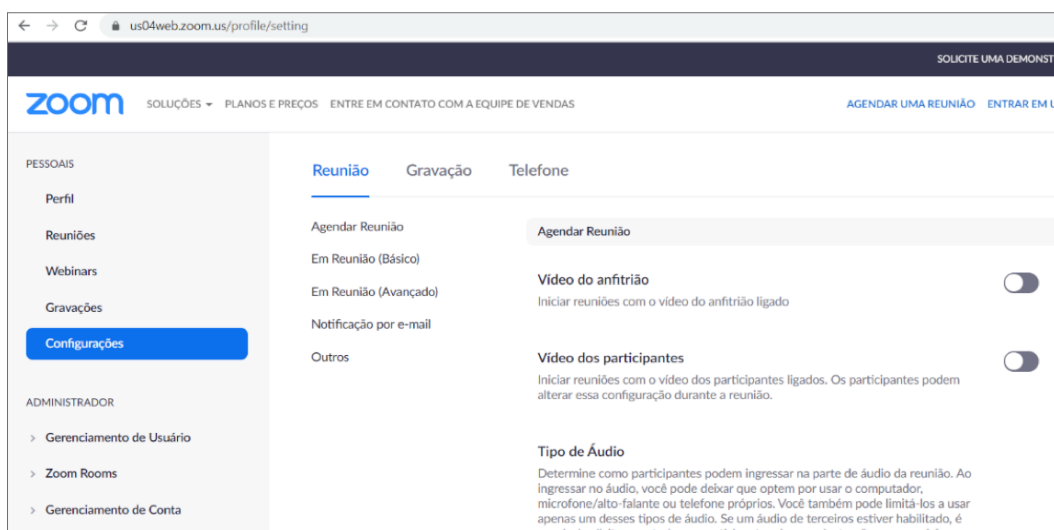 us04web.zoom.us/profile/setting
SOLICITE UMA
zoom
SOLUÇÕES PLANOS E PREÇOS ENTRE EM CONTATO COM A EQUIPE DE VENDAS
AGENDAR UMA REUNIÃO ENTRAR EM
PESSOAIS
Perfil
Reuniões
Webinars
Gravações
Configurações
ADMINISTRADOR
Gerenciamento de Usuário
Zoom Rooms
Gerenciamento de Conta
Reunião Gravação Telefone
Agendar Reunião
Em Reunião (Básico)
Em Reunião (Avançado)
Notificação por e-mail
Outros
Agendar Reunião
Vídeo do anfitrião
Iniciar reuniões com o vídeo do anfitrião ligado
Vídeo dos participantes
Iniciar reuniões com o vídeo dos participantes ligados. Os participantes podem
alterar essa configuração durante a reunião.
Tipo de Áudio
Determine como participantes podem ingressar na parte de áudio da reunião. Ao
ingressar no áudio, você pode deixar que optem por usar o computador,
microfone/alto-falante ou telefone próprios. Você também pode limitá-los a usar
apenas um desses tipos de áudio. Se um áudio de terceiros estiver habilitado, é